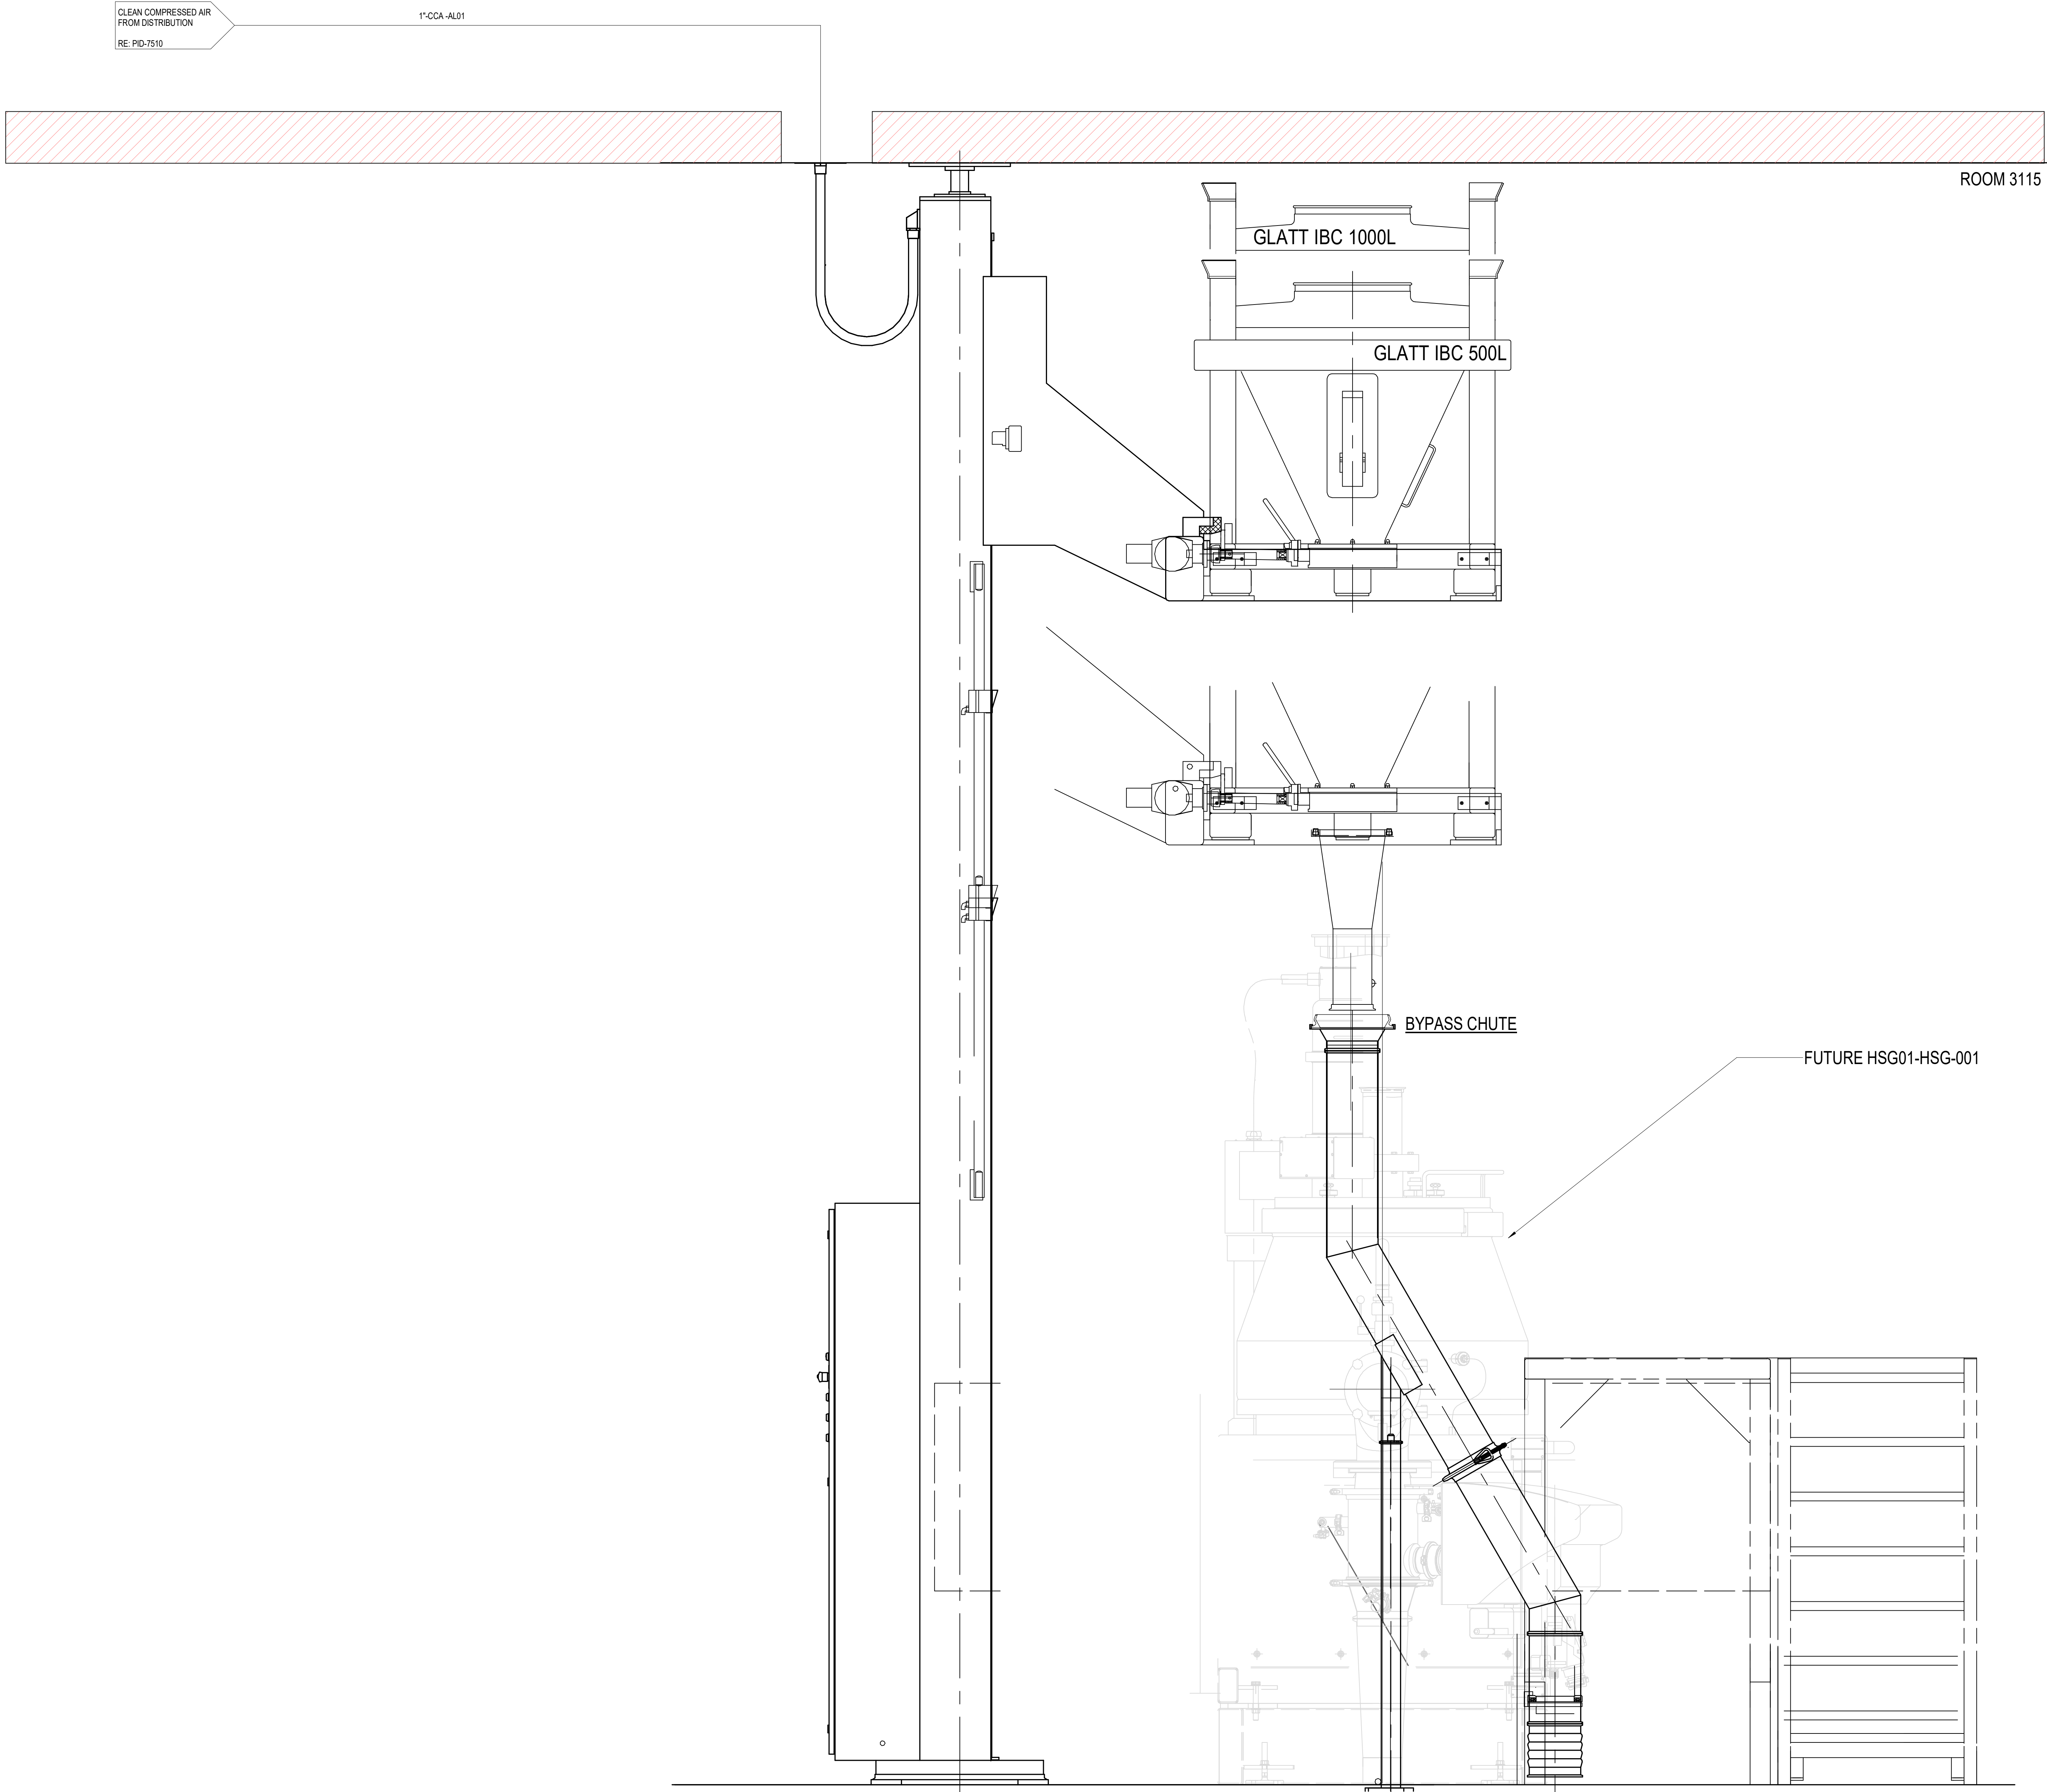 CLEAN COMPRESSED AIR
FROM DISTRIBUTION
RE: PID-7510
1"-CCA -AL01
ROOM 3115
GLATT IBC 1000L
GLATT IBC 500L
BYPASS CHUTE
FUTURE HSG01-HSG-001